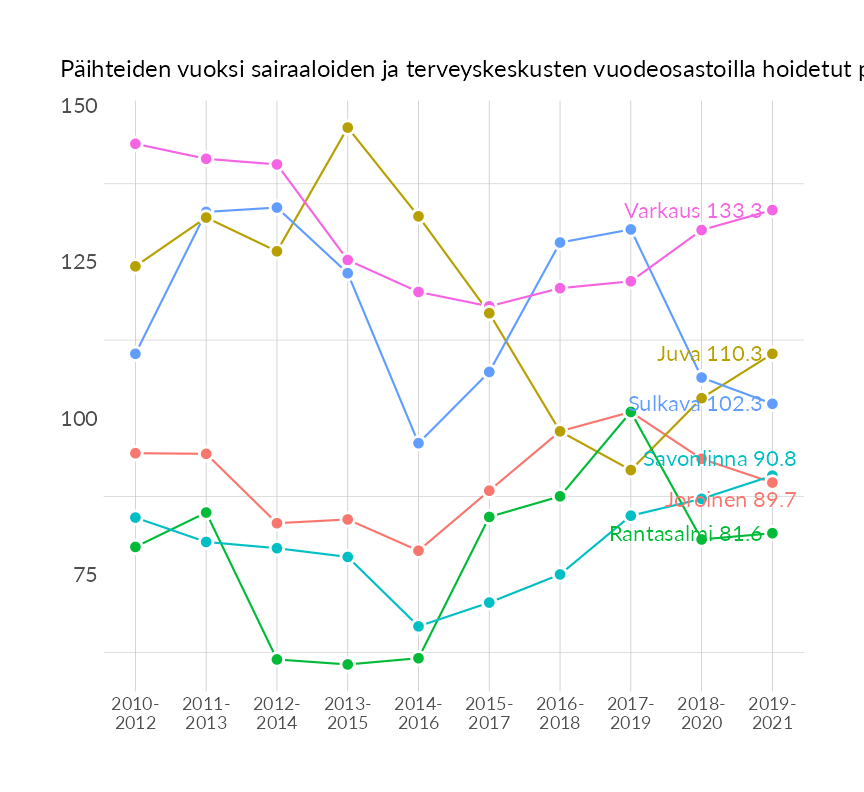 Päihteiden vuoksi sairaaloiden ja terveyskeskusten vuodeosastoilla hoidetut
150
125
100
75
Varkaus 133.3
Juva 110.3
Sulkava 102.3
Savonlinna 90.8
Joroinen 89.7
Rantasalmi 81.6
2010- 2011- 2012- 2013- 2014- 2015- 2016- 2017- 2018- 2019-
2012 2013 2014 2015 2016 2017 2018 2019 2020 2021